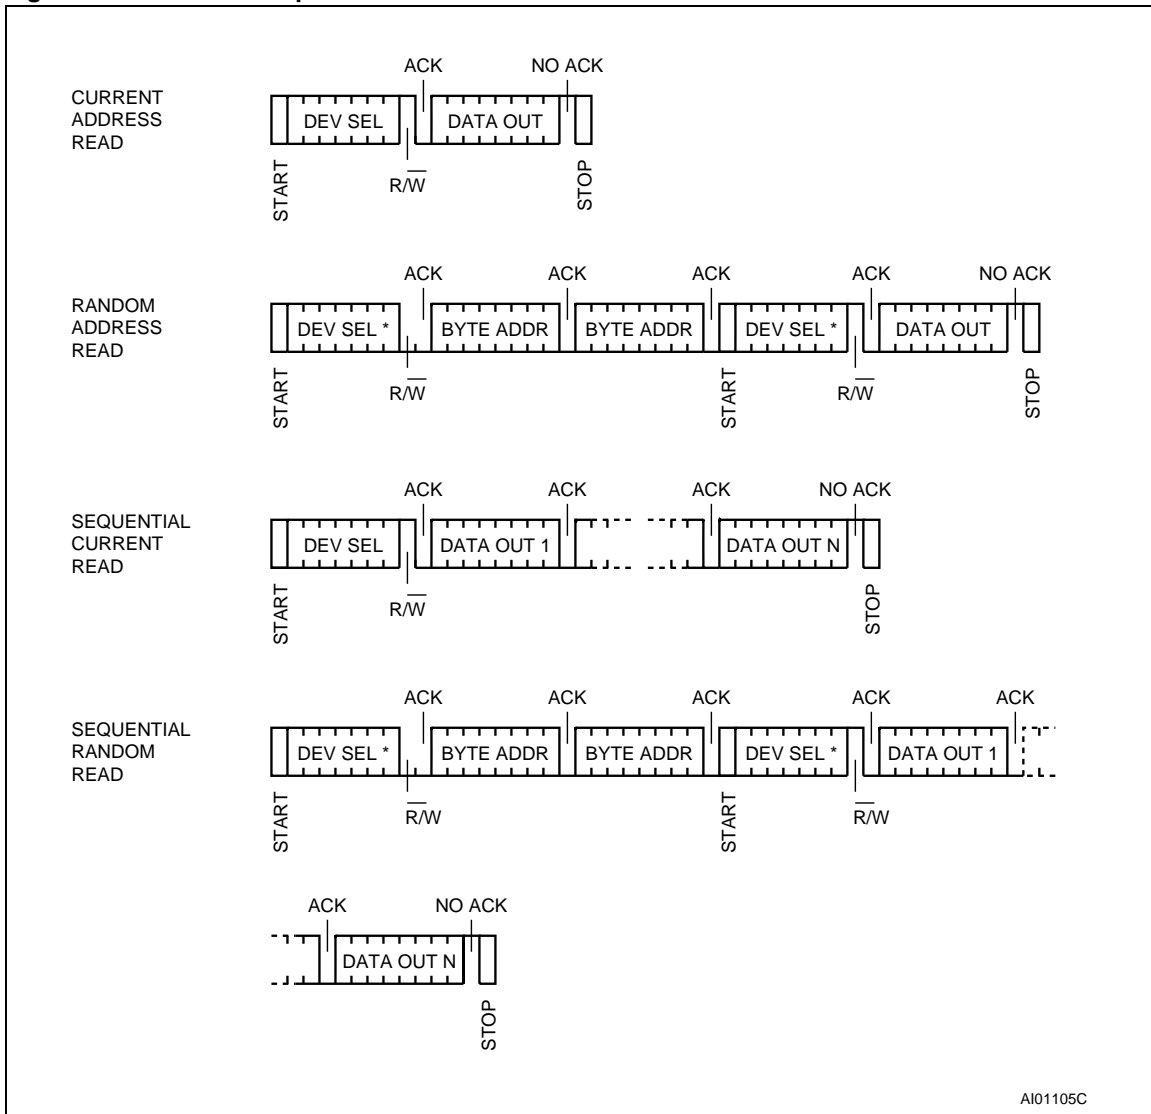 ACK NO ACK
CURRENT
ADDRESS
READ
DEV SEL DATA OUT
START R/W̅ STOP
ACK ACK ACK ACK NO ACK
RANDOM
ADDRESS
READ
DEV SEL * BYTE ADDR BYTE ADDR DEV SEL * DATA OUT
START R/W̅ START R/W̅ STOP
ACK ACK ACK NO ACK
SEQUENTIAL
CURRENT
READ
DEV SEL DATA OUT 1 DATA OUT N
START R/W̅ STOP
ACK ACK ACK ACK ACK
SEQUENTIAL
RANDOM
READ
DEV SEL * BYTE ADDR BYTE ADDR DEV SEL * DATA OUT 1
START R̅/W START R̅/W
ACK NO ACK
DATA OUT N
STOP
AI01105C